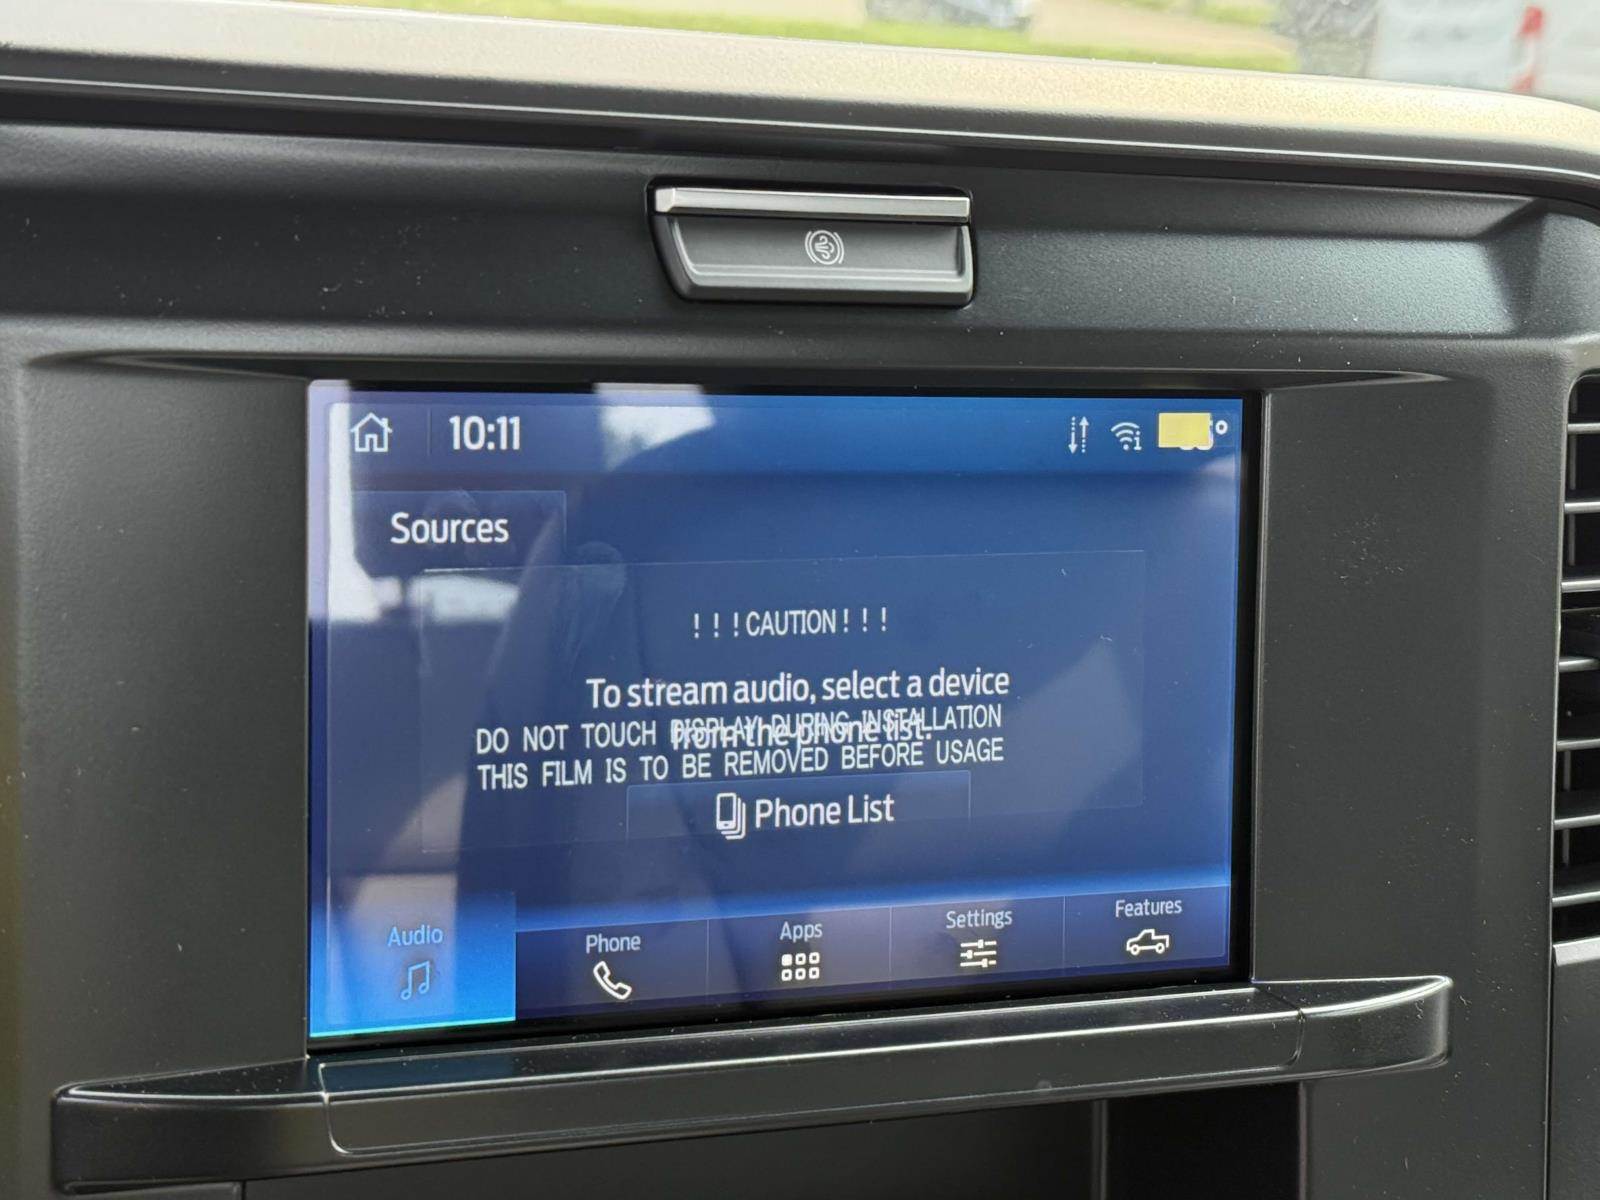 10:11
Sources
!!!CAUTION!!!
To stream audio, select a device
DO NOT TOUCH DISPLAY DURING INSTALLATION
from the phone list.
THIS FILM IS TO BE REMOVED BEFORE USAGE
Phone List
Audio
Phone
Apps
Settings
Features